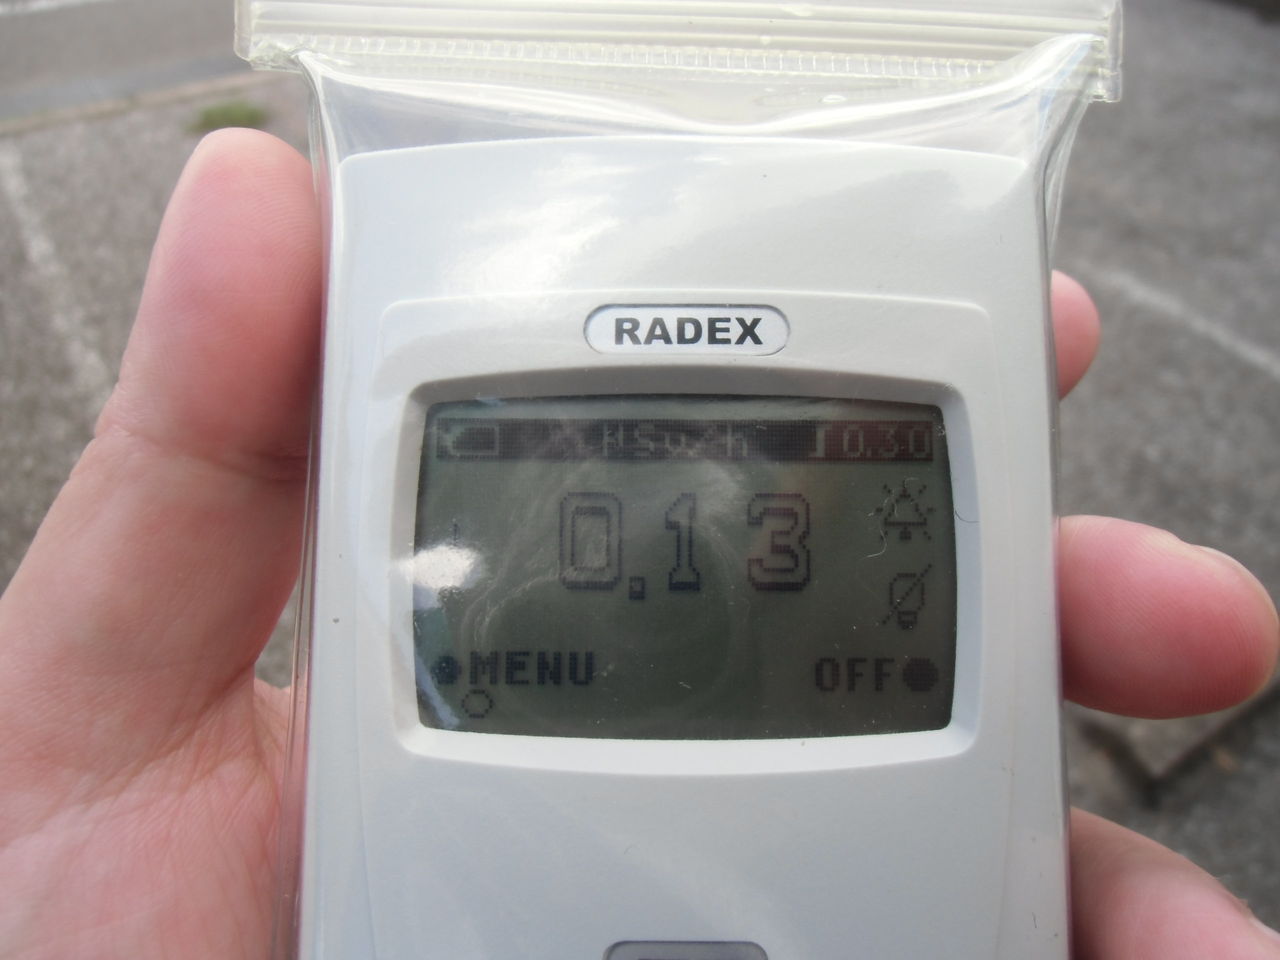 RADEX
µSv/h 0.30
0.13
MENU OFF